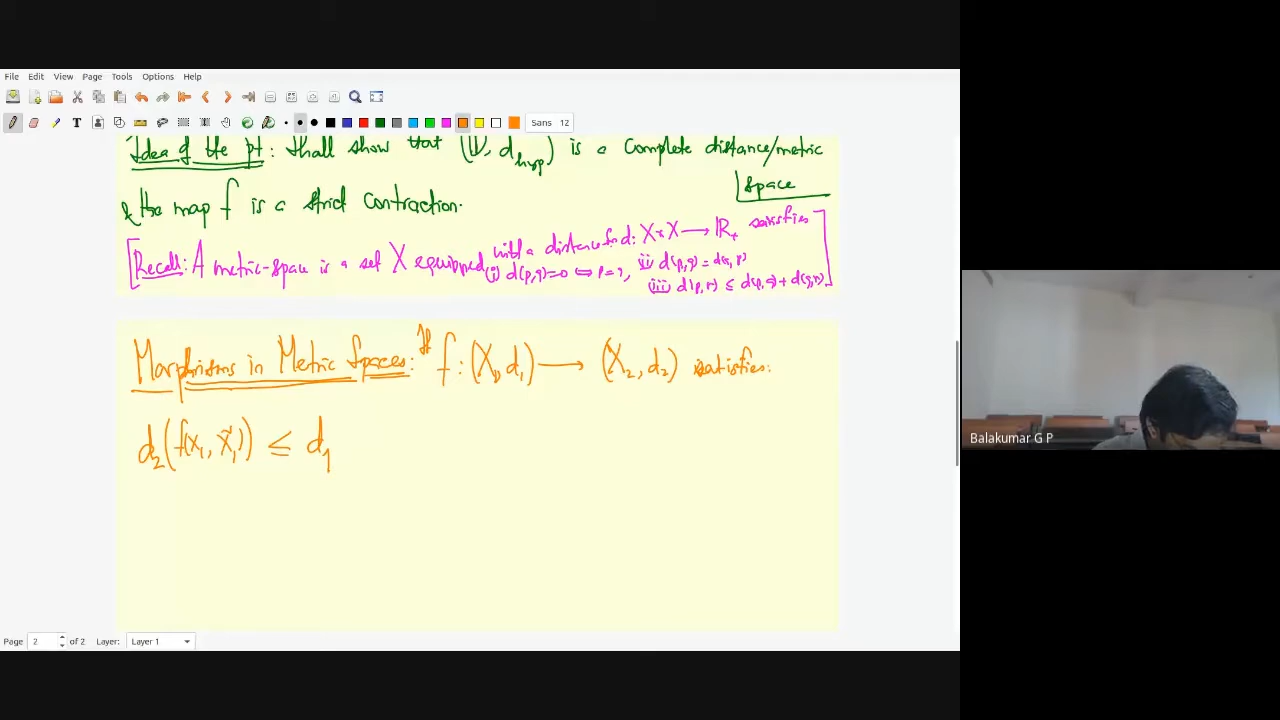 File Edit View Page Tools Options Help
Sans 12
Idea of the pf: Shall show that (𝔻, d_hyp) is a complete distance/metric
space
& the map f is a strict contraction.
[Recall: A metric-space is a set X equipped with a distance fn d: X×X → ℝ₊ satisfies
(i) d(p,q)=0 ⟺ p=q, (ii) d(p,q) = d(q,p)
(iii) d(p,r) ≤ d(p,q) + d(q,r)]
Morphisms in Metric Spaces: If f: (X₁, d₁) → (X₂, d₂) satisfies:
d₂(f(x₁, x̃₁)) ≤ d₁
Balakumar G P
Page 2 of 2 Layer: Layer 1